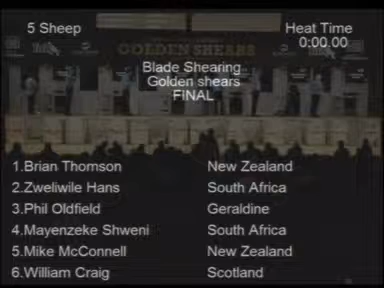 5 Sheep
Heat Time
0:00.00
GOLDEN SHEARS
Blade Shearing
Golden shears
FINAL
1.Brian Thomson New Zealand
2.Zweliwile Hans South Africa
3.Phil Oldfield Geraldine
4.Mayenzeke Shweni South Africa
5.Mike McConnell New Zealand
6.William Craig Scotland